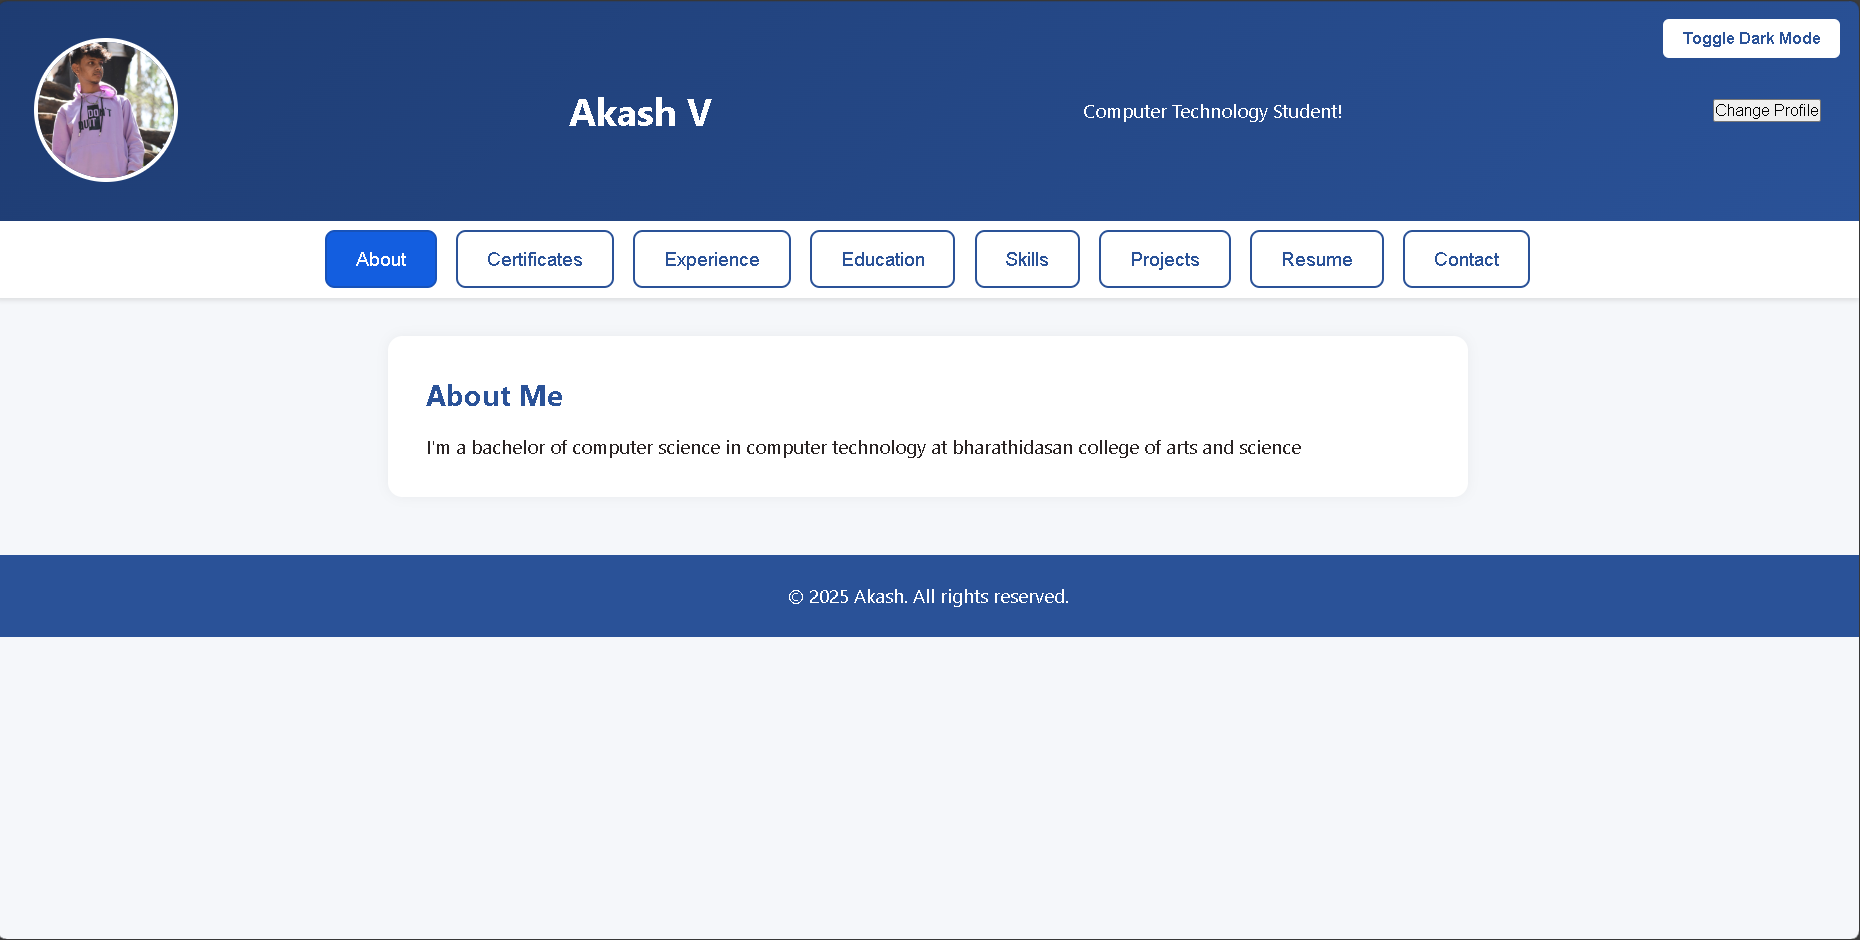 Toggle Dark Mode
DON'T
QUIT
Akash V
Computer Technology Student!
Change Profile
About
Certificates
Experience
Education
Skills
Projects
Resume
Contact
About Me
I'm a bachelor of computer science in computer technology at bharathidasan college of arts and science
© 2025 Akash. All rights reserved.